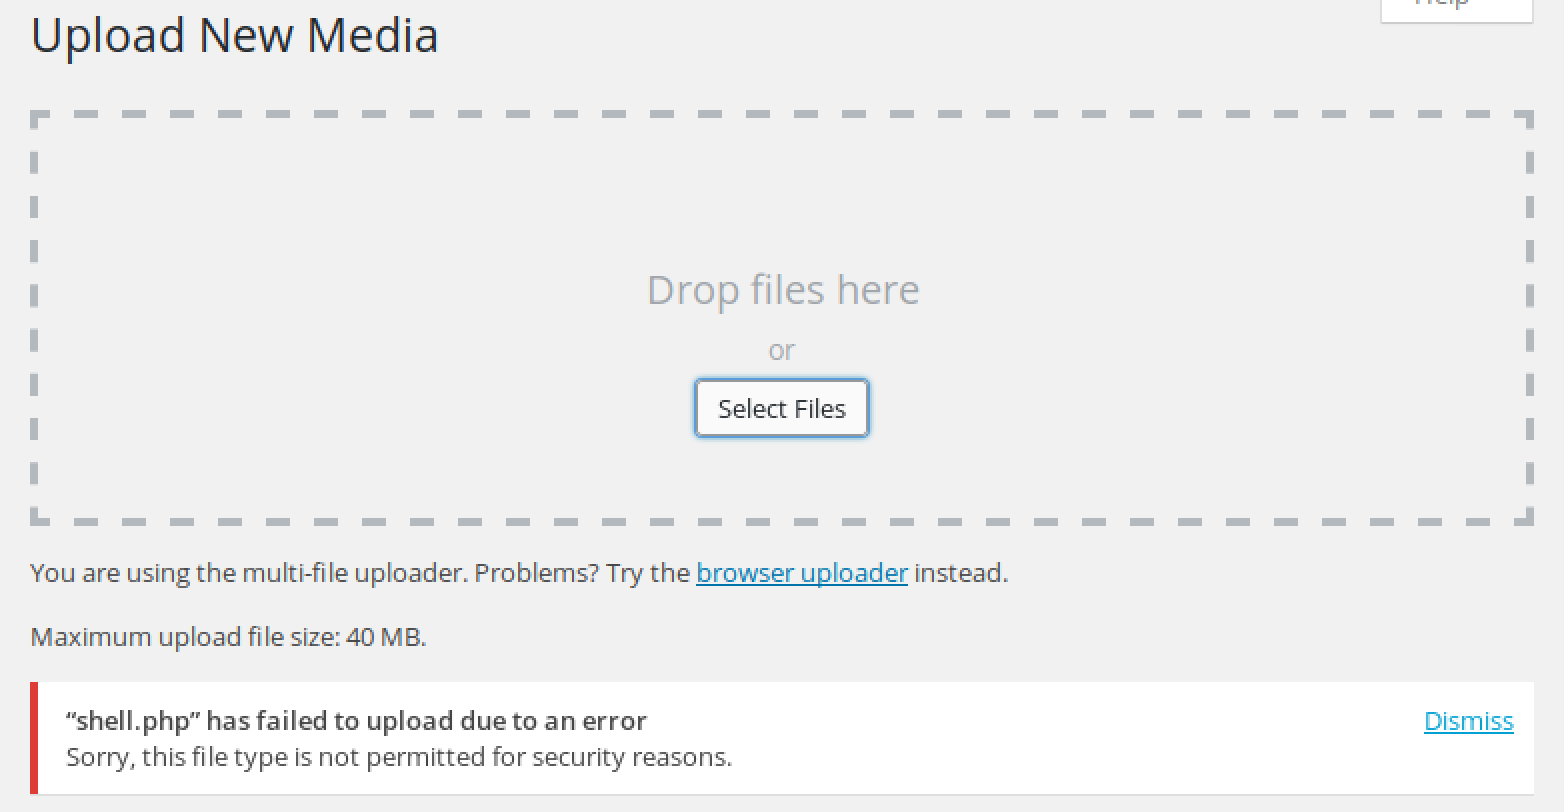 Upload New Media
Help
Drop files here
or
Select Files
You are using the multi-file uploader. Problems? Try the browser uploader instead.
Maximum upload file size: 40 MB.
“shell.php” has failed to upload due to an error
Dismiss
Sorry, this file type is not permitted for security reasons.